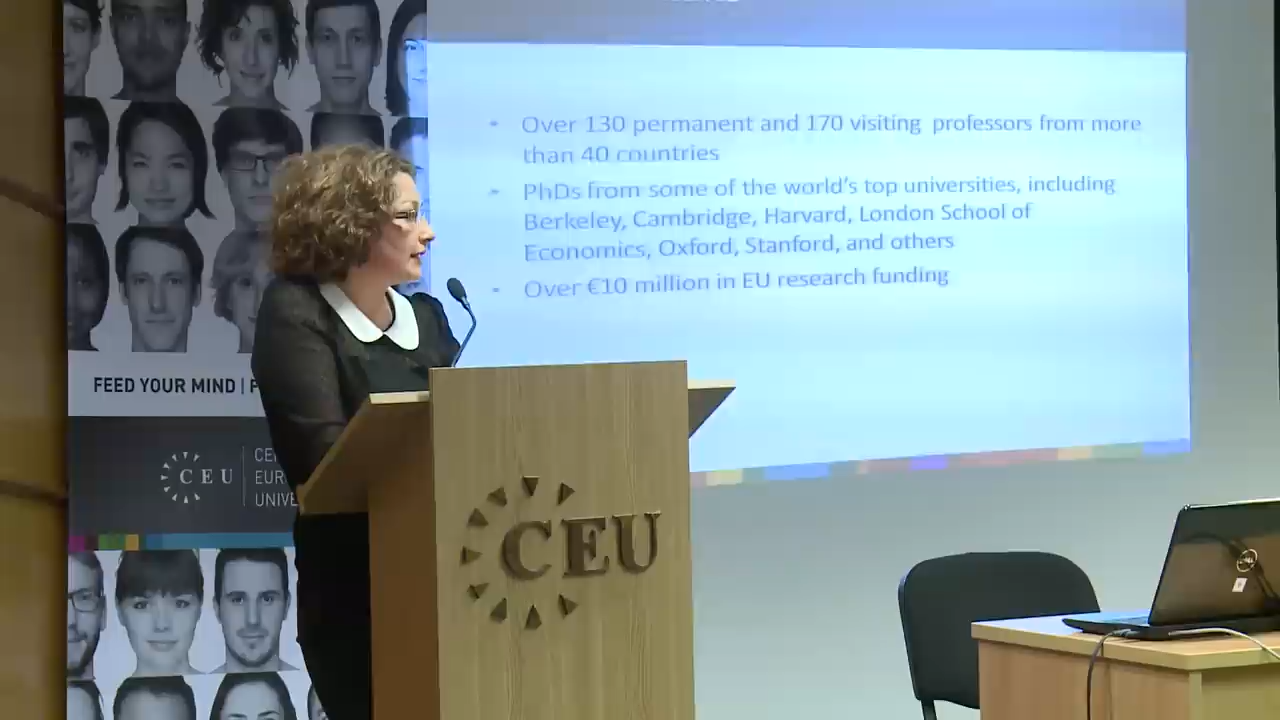 • Over 130 permanent and 170 visiting professors from more
than 40 countries
• PhDs from some of the world's top universities, including
Berkeley, Cambridge, Harvard, London School of
Economics, Oxford, Stanford, and others
• Over €10 million in EU research funding
FEED YOUR MIND |
CEU
CEU